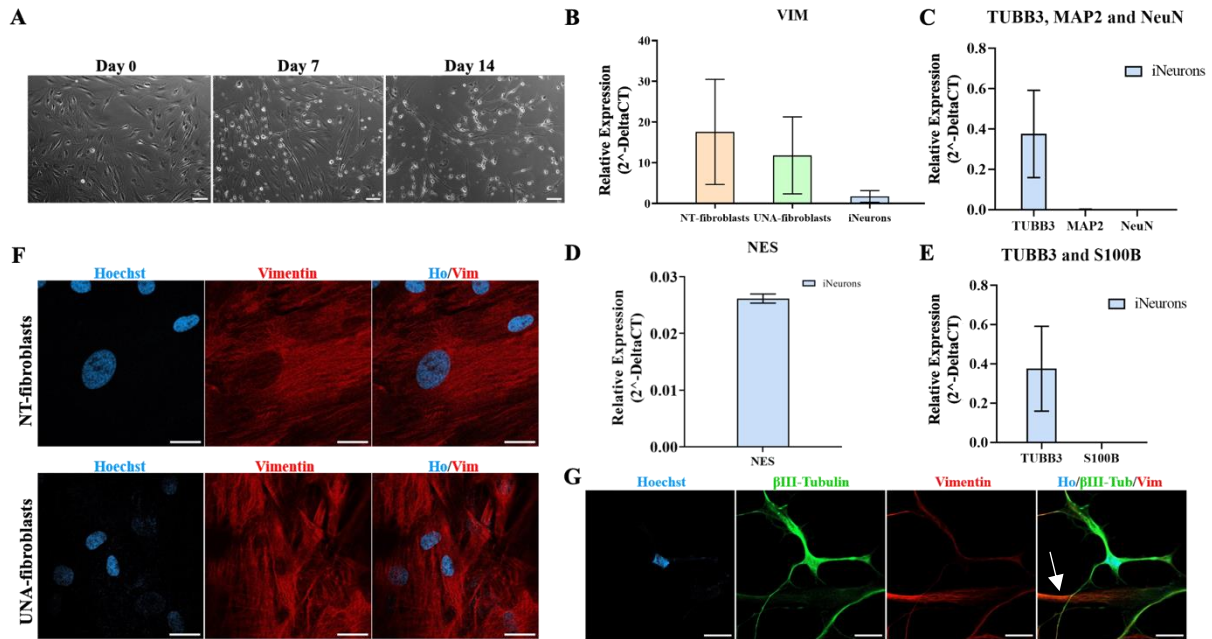 A
Day 0
Day 7
Day 14
B
VIM
Relative Expression
(2^-DeltaCT)
40
30
20
10
0
NT-fibroblasts
UNA-fibroblasts
iNeurons
C
TUBB3, MAP2 and NeuN
Relative Expression
(2^-DeltaCT)
0.8
0.6
0.4
0.2
0.0
iNeurons
TUBB3
MAP2
NeuN
D
NES
Relative Expression
(2^-DeltaCT)
0.03
0.02
0.01
0.00
iNeurons
NES
E
TUBB3 and S100B
Relative Expression
(2^-DeltaCT)
0.8
0.6
0.4
0.2
0.0
iNeurons
TUBB3
S100B
F
Hoechst
Vimentin
Ho/Vim
NT-fibroblasts
Hoechst
Vimentin
Ho/Vim
UNA-fibroblasts
G
Hoechst
βIII-Tubulin
Vimentin
Ho/βIII-Tub/Vim